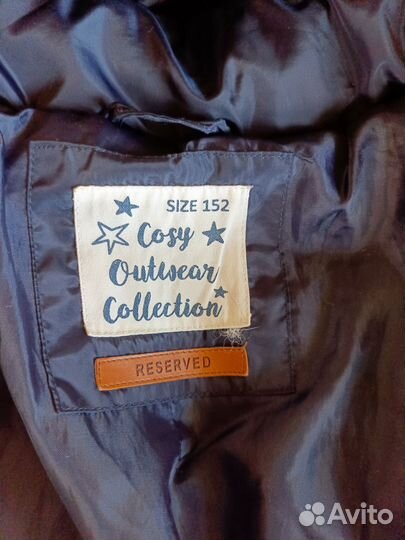 SIZE 152
Cosy
Outwear
Collection
RESERVED
Avito